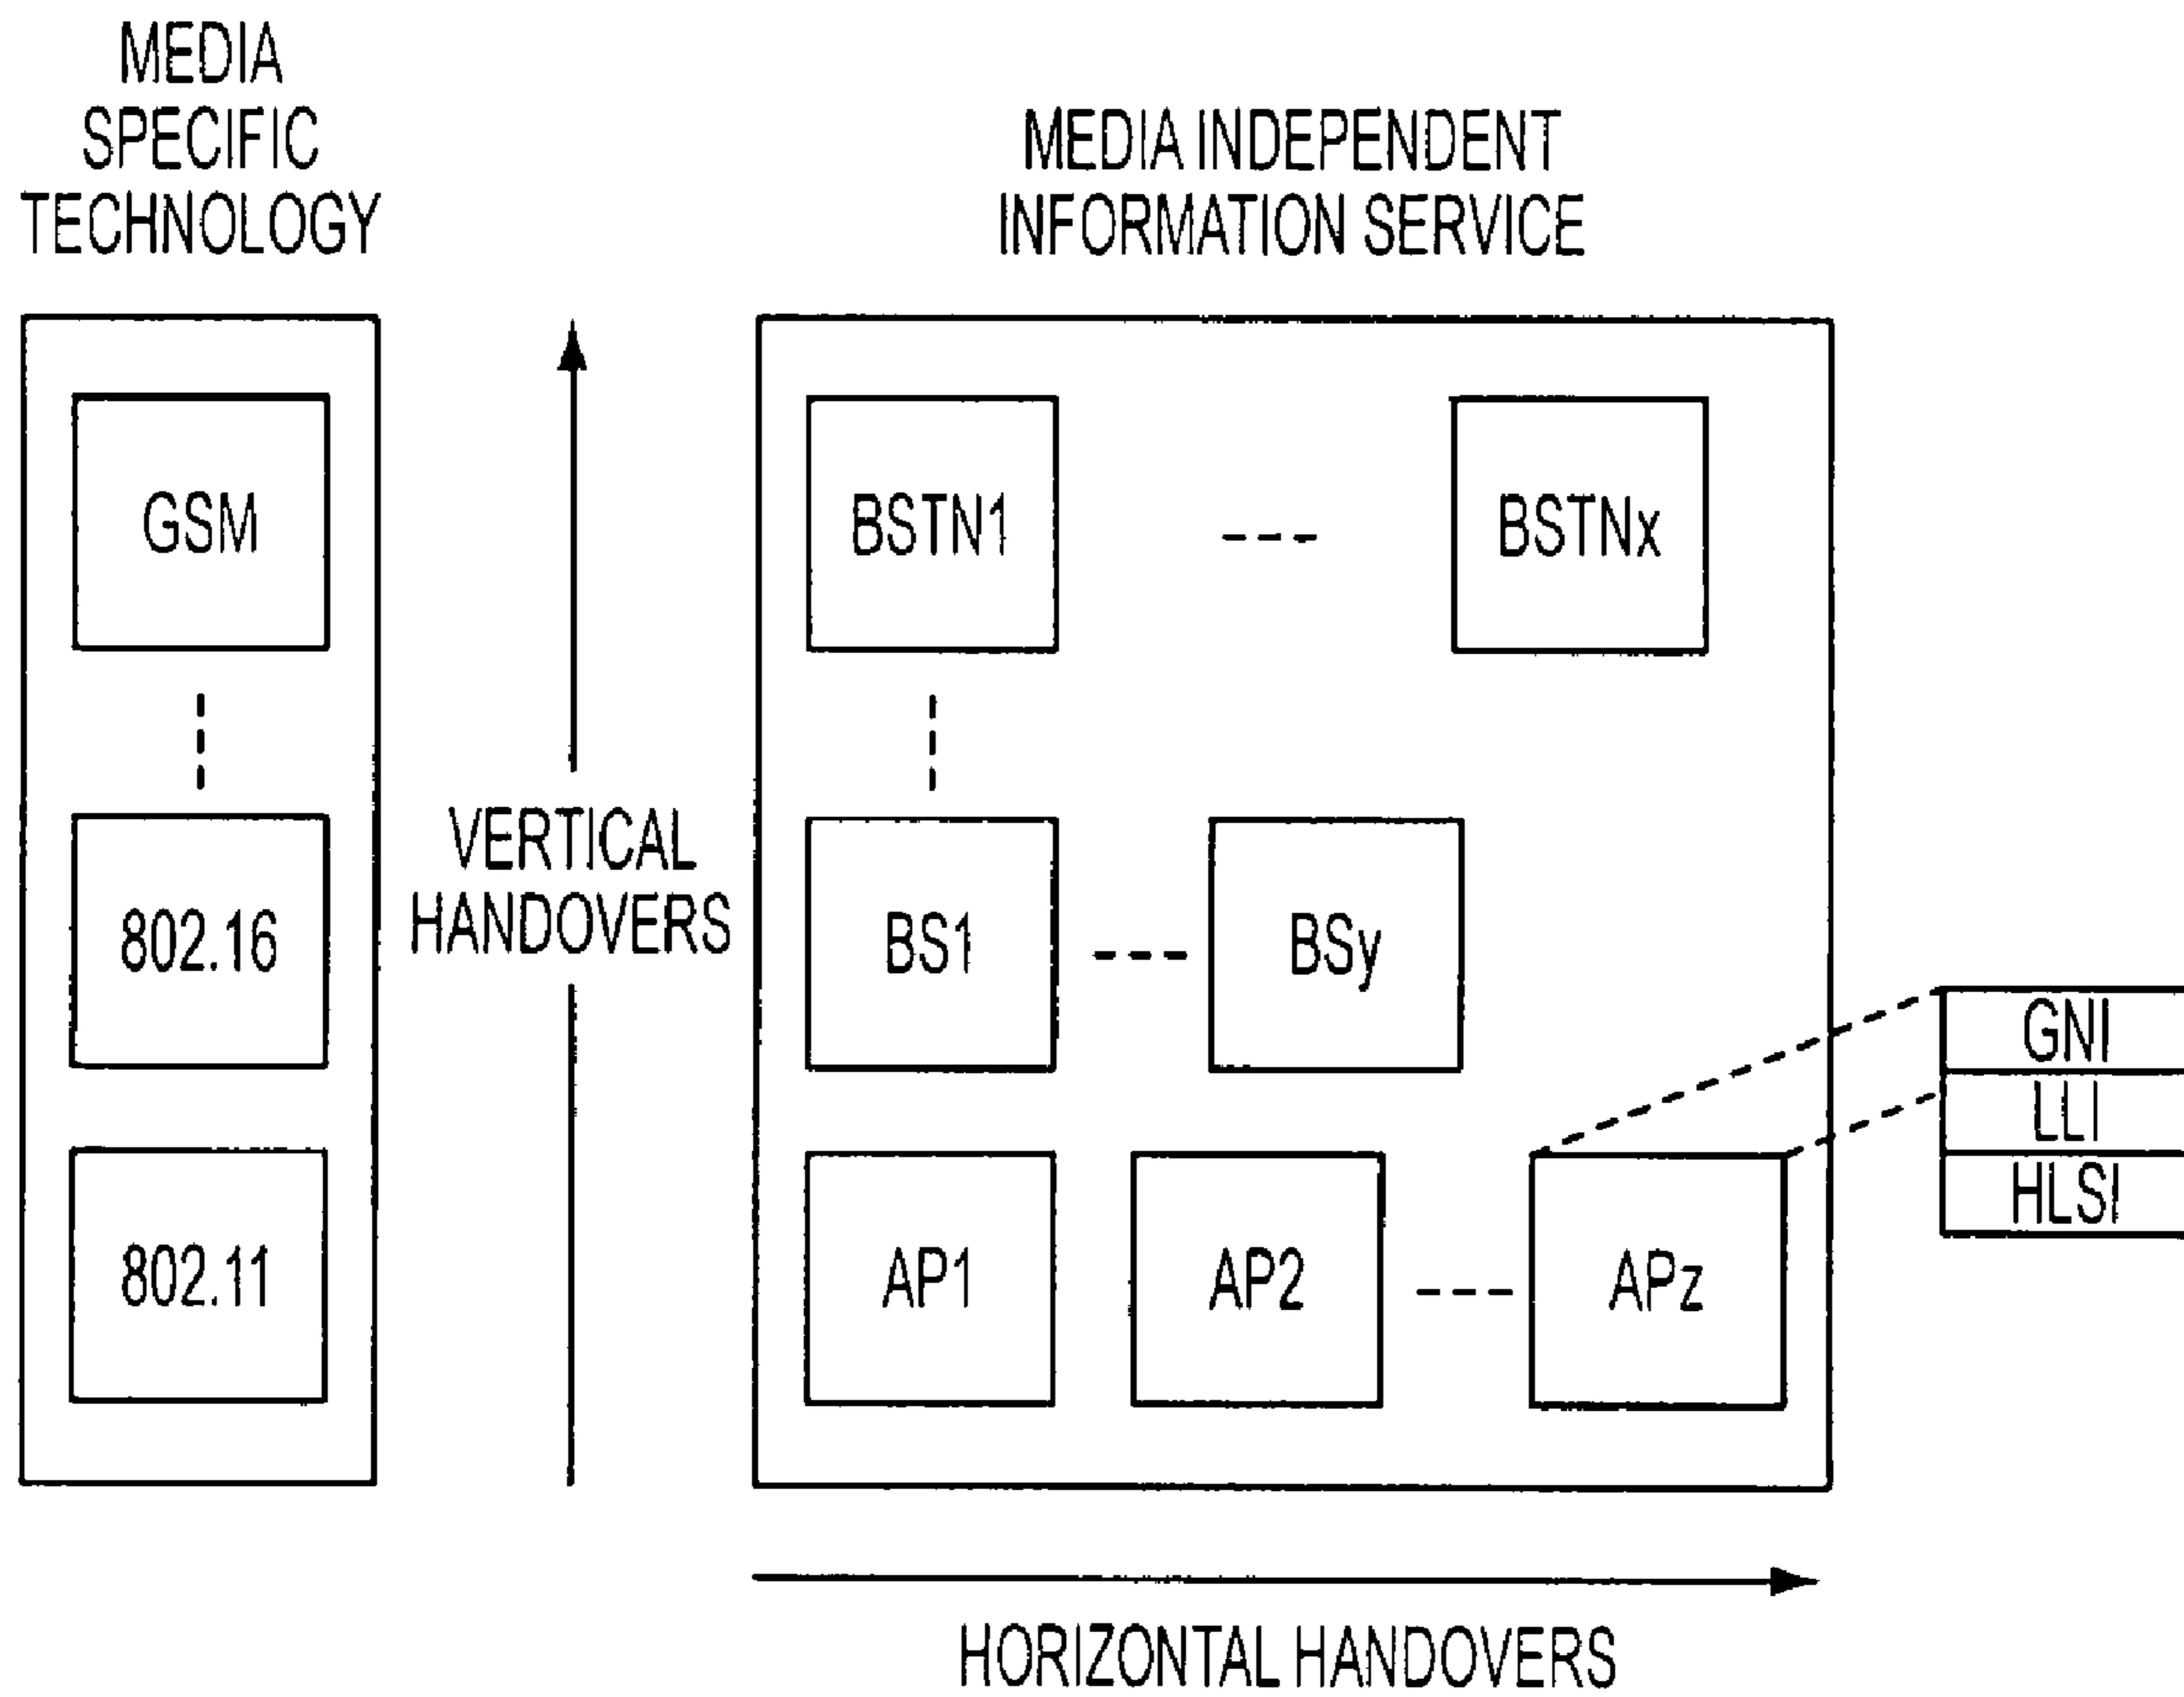 MEDIA
SPECIFIC
TECHNOLOGY
MEDIA INDEPENDENT
INFORMATION SERVICE
GSM
BSTN1
BSTNx
VERTICAL
HANDOVERS
802.16
BS1
BSy
GNI
LLI
HLSI
802.11
AP1
AP2
APz
HORIZONTAL HANDOVERS